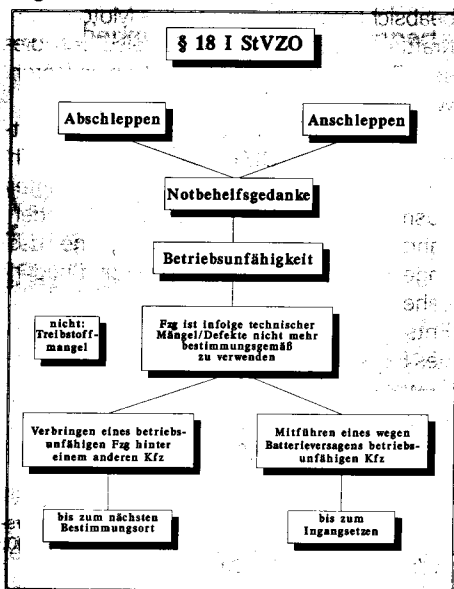 § 18 I StVZO
Abschleppen
Anschleppen
Notbehelfsgedanke
Betriebsunfähigkeit
nicht:
Treibstoff-
mangel
Fzg ist infolge technischer
Mängel/Defekte nicht mehr
bestimmungsgemäß
zu verwenden
Verbringen eines betriebs-
unfähigen Fzg hinter
einem anderen Kfz
Mitführen eines wegen
Batterieversagens betriebs-
unfähigen Kfz
bis zum nächsten
Bestimmungsort
bis zum
Ingangsetzen